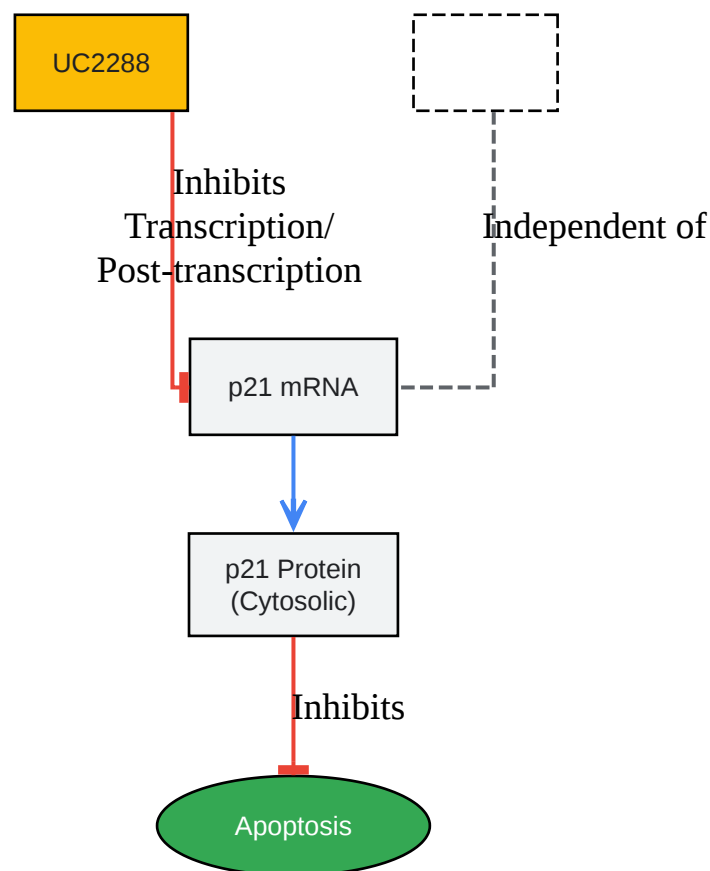 UC2288
Inhibits
Transcription/
Post-transcription
Independent of
p21 mRNA
p21 Protein
(Cytosolic)
Inhibits
Apoptosis